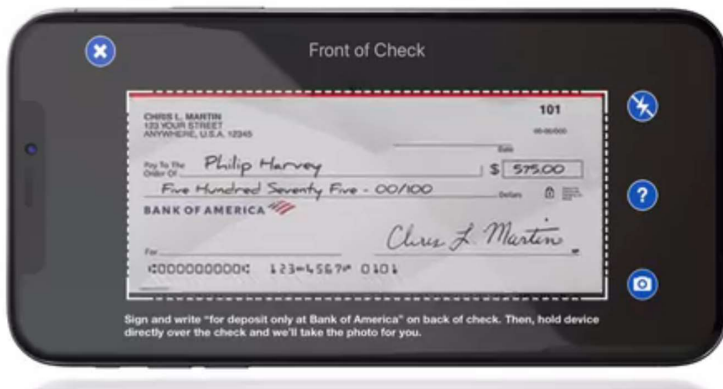 Front of Check
CHRIS L. MARTIN
123 YOUR STREET
ANYWHERE, U.S.A. 12345
101
00-00/000
Date
Pay To The
Order Of
Philip Harvey
$ 575.00
Five Hundred Seventy Five - 00/100
Dollars
BANK OF AMERICA
For
Chris L. Martin
⑆000000000⑆ 123⑉4567⑈ 0101
?
Sign and write “for deposit only at Bank of America” on back of check. Then, hold device
directly over the check and we'll take the photo for you.